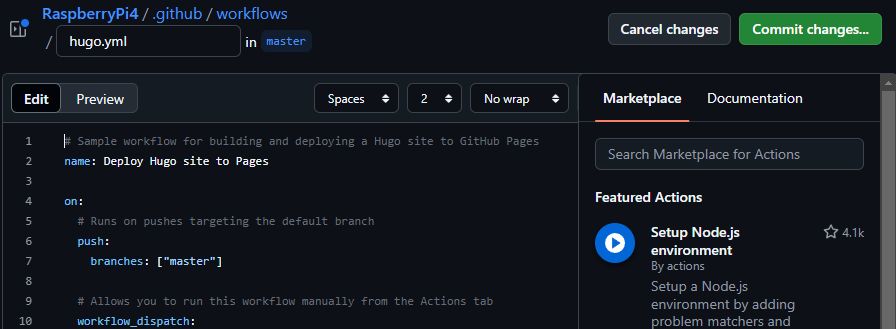 RaspberryPi4 / .github / workflows
/ hugo.yml in master
Cancel changes
Commit changes...
Edit
Preview
Spaces
2
No wrap
1 # Sample workflow for building and deploying a Hugo site to GitHub Pages
2 name: Deploy Hugo site to Pages
3
4 on:
5 # Runs on pushes targeting the default branch
6 push:
7 branches: ["master"]
8
9 # Allows you to run this workflow manually from the Actions tab
10 workflow_dispatch:
Marketplace
Documentation
Search Marketplace for Actions
Featured Actions
Setup Node.js
environment
4.1k
By actions
Setup a Node.js
environment by adding
problem matchers and